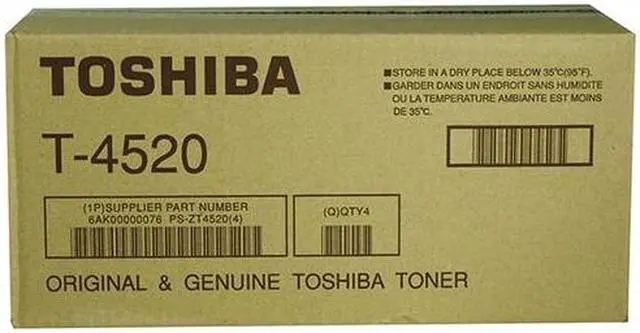 TOSHIBA
T-4520
■STORE IN A DRY PLACE BELOW 35℃(95°F).
■GARDER DANS UN ENDROIT SANS HUMIDITE
OU LA TEMPERATURE AMBIANTE EST MOINS
DE 35℃.
(1P)SUPPLIER PART NUMBER
6AK00000076 PS-ZT4520(4)
(Q)QTY4
ORIGINAL & GENUINE TOSHIBA TONER